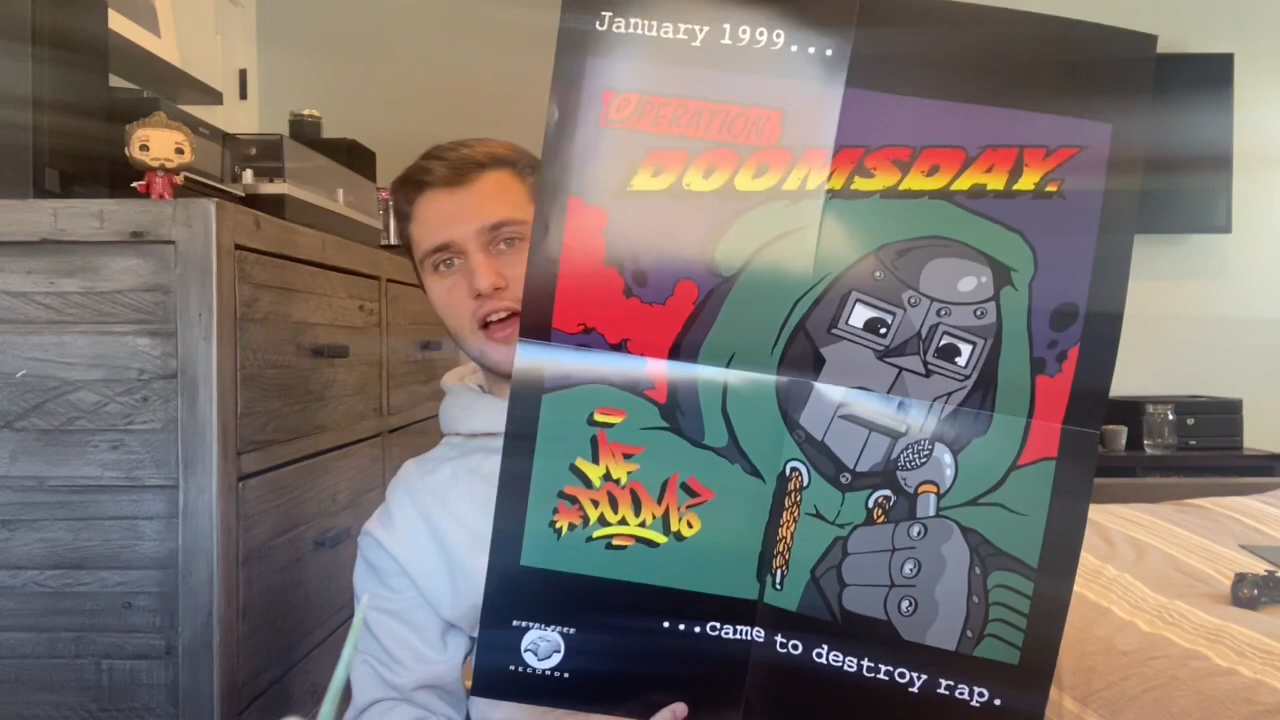 January 1999...
OPERATION:
DOOMSDAY.
MF
DOOM
METAL FACE
RECORDS
...came to destroy rap.